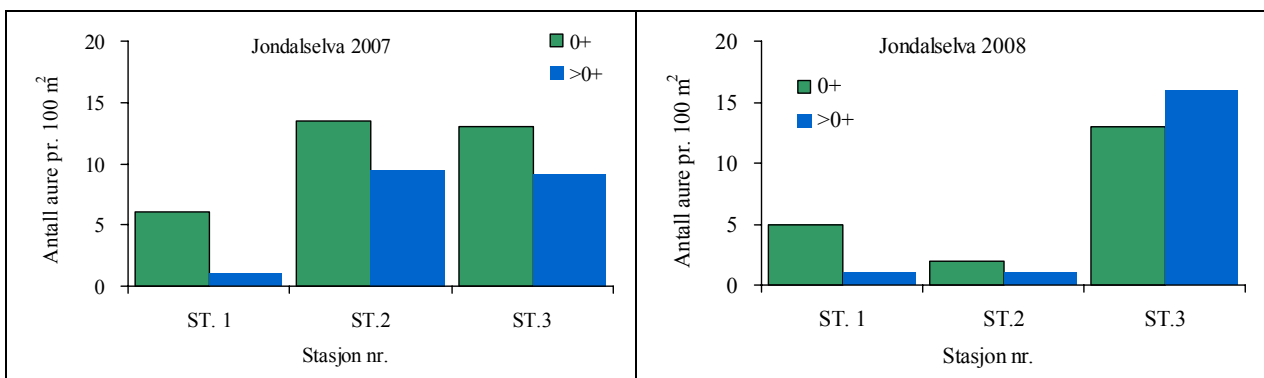 Jondalselva 2007
0+
>0+
Antall aure pr. 100 m²
20
15
10
5
0
ST. 1 ST.2 ST.3
Stasjon nr.
Jondalselva 2008
0+
>0+
Antall aure pr. 100 m²
20
15
10
5
0
ST. 1 ST.2 ST.3
Stasjon nr.